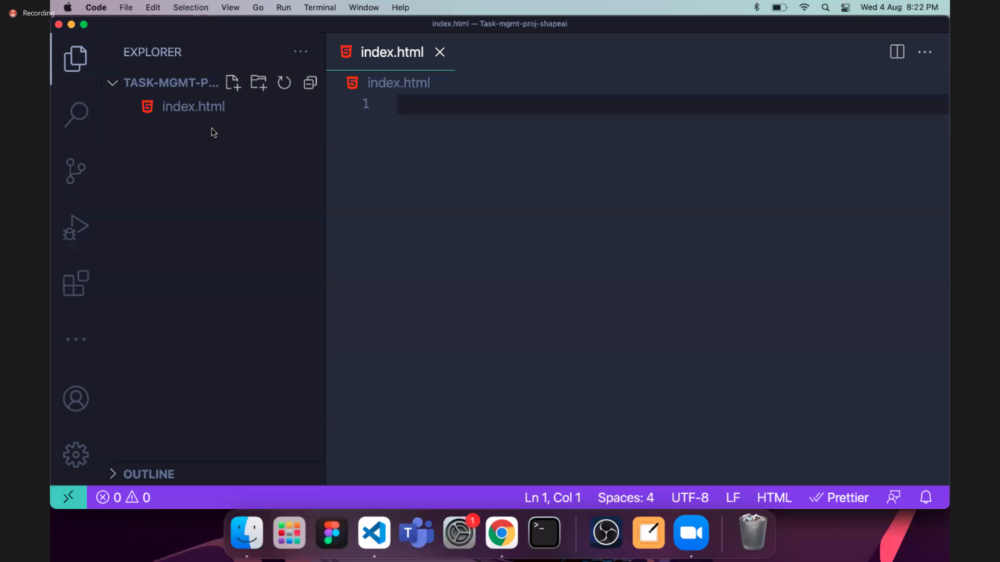 Recording
Code File Edit Selection View Go Run Terminal Window Help Wed 4 Aug 8:22 PM
index.html — Task-mgmt-proj-shapeai
EXPLORER
index.html
TASK-MGMT-P...
index.html
index.html
1
OUTLINE
0 0 Ln 1, Col 1 Spaces: 4 UTF-8 LF HTML Prettier
1
T